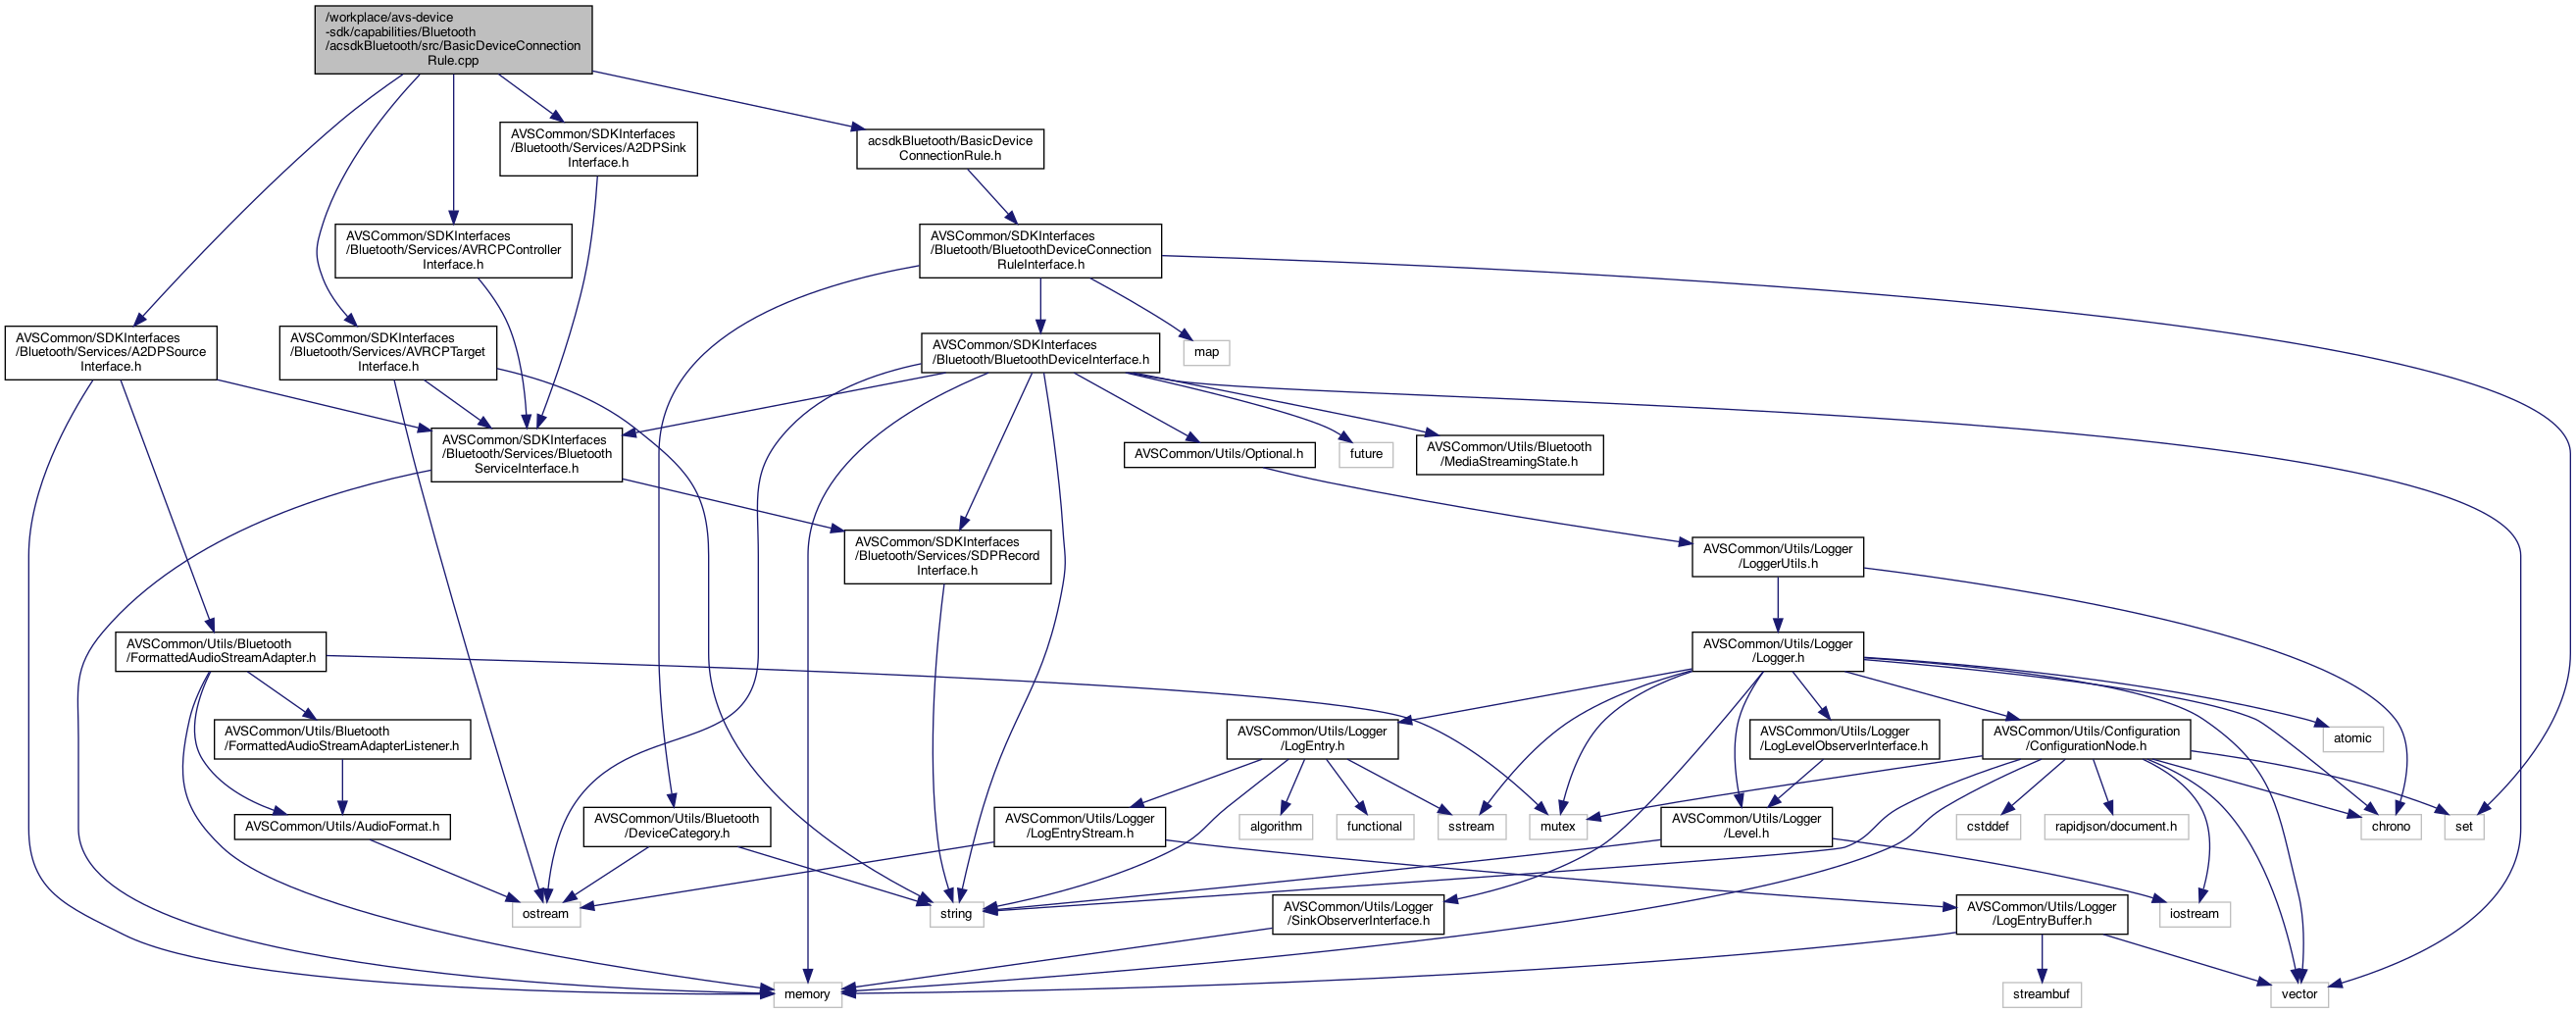 /workplace/avs-device
-sdk/capabilities/Bluetooth
/acsdkBluetooth/src/BasicDeviceConnection
Rule.cpp
AVSCommon/SDKInterfaces
/Bluetooth/Services/A2DPSink
Interface.h
acsdkBluetooth/BasicDevice
ConnectionRule.h
AVSCommon/SDKInterfaces
/Bluetooth/Services/AVRCPController
Interface.h
AVSCommon/SDKInterfaces
/Bluetooth/BluetoothDeviceConnection
RuleInterface.h
AVSCommon/SDKInterfaces
/Bluetooth/Services/A2DPSource
Interface.h
AVSCommon/SDKInterfaces
/Bluetooth/Services/AVRCPTarget
Interface.h
AVSCommon/SDKInterfaces
/Bluetooth/BluetoothDeviceInterface.h
map
AVSCommon/SDKInterfaces
/Bluetooth/Services/Bluetooth
ServiceInterface.h
AVSCommon/Utils/Optional.h
future
AVSCommon/Utils/Bluetooth
/MediaStreamingState.h
AVSCommon/SDKInterfaces
/Bluetooth/Services/SDPRecord
Interface.h
AVSCommon/Utils/Logger
/LoggerUtils.h
AVSCommon/Utils/Bluetooth
/FormattedAudioStreamAdapter.h
AVSCommon/Utils/Logger
/Logger.h
AVSCommon/Utils/Bluetooth
/FormattedAudioStreamAdapterListener.h
AVSCommon/Utils/Logger
/LogEntry.h
AVSCommon/Utils/Logger
/LogLevelObserverInterface.h
AVSCommon/Utils/Configuration
/ConfigurationNode.h
atomic
AVSCommon/Utils/AudioFormat.h
AVSCommon/Utils/Bluetooth
/DeviceCategory.h
AVSCommon/Utils/Logger
/LogEntryStream.h
algorithm
functional
sstream
mutex
AVSCommon/Utils/Logger
/Level.h
cstddef
rapidjson/document.h
chrono
set
ostream
string
AVSCommon/Utils/Logger
/SinkObserverInterface.h
AVSCommon/Utils/Logger
/LogEntryBuffer.h
iostream
memory
streambuf
vector